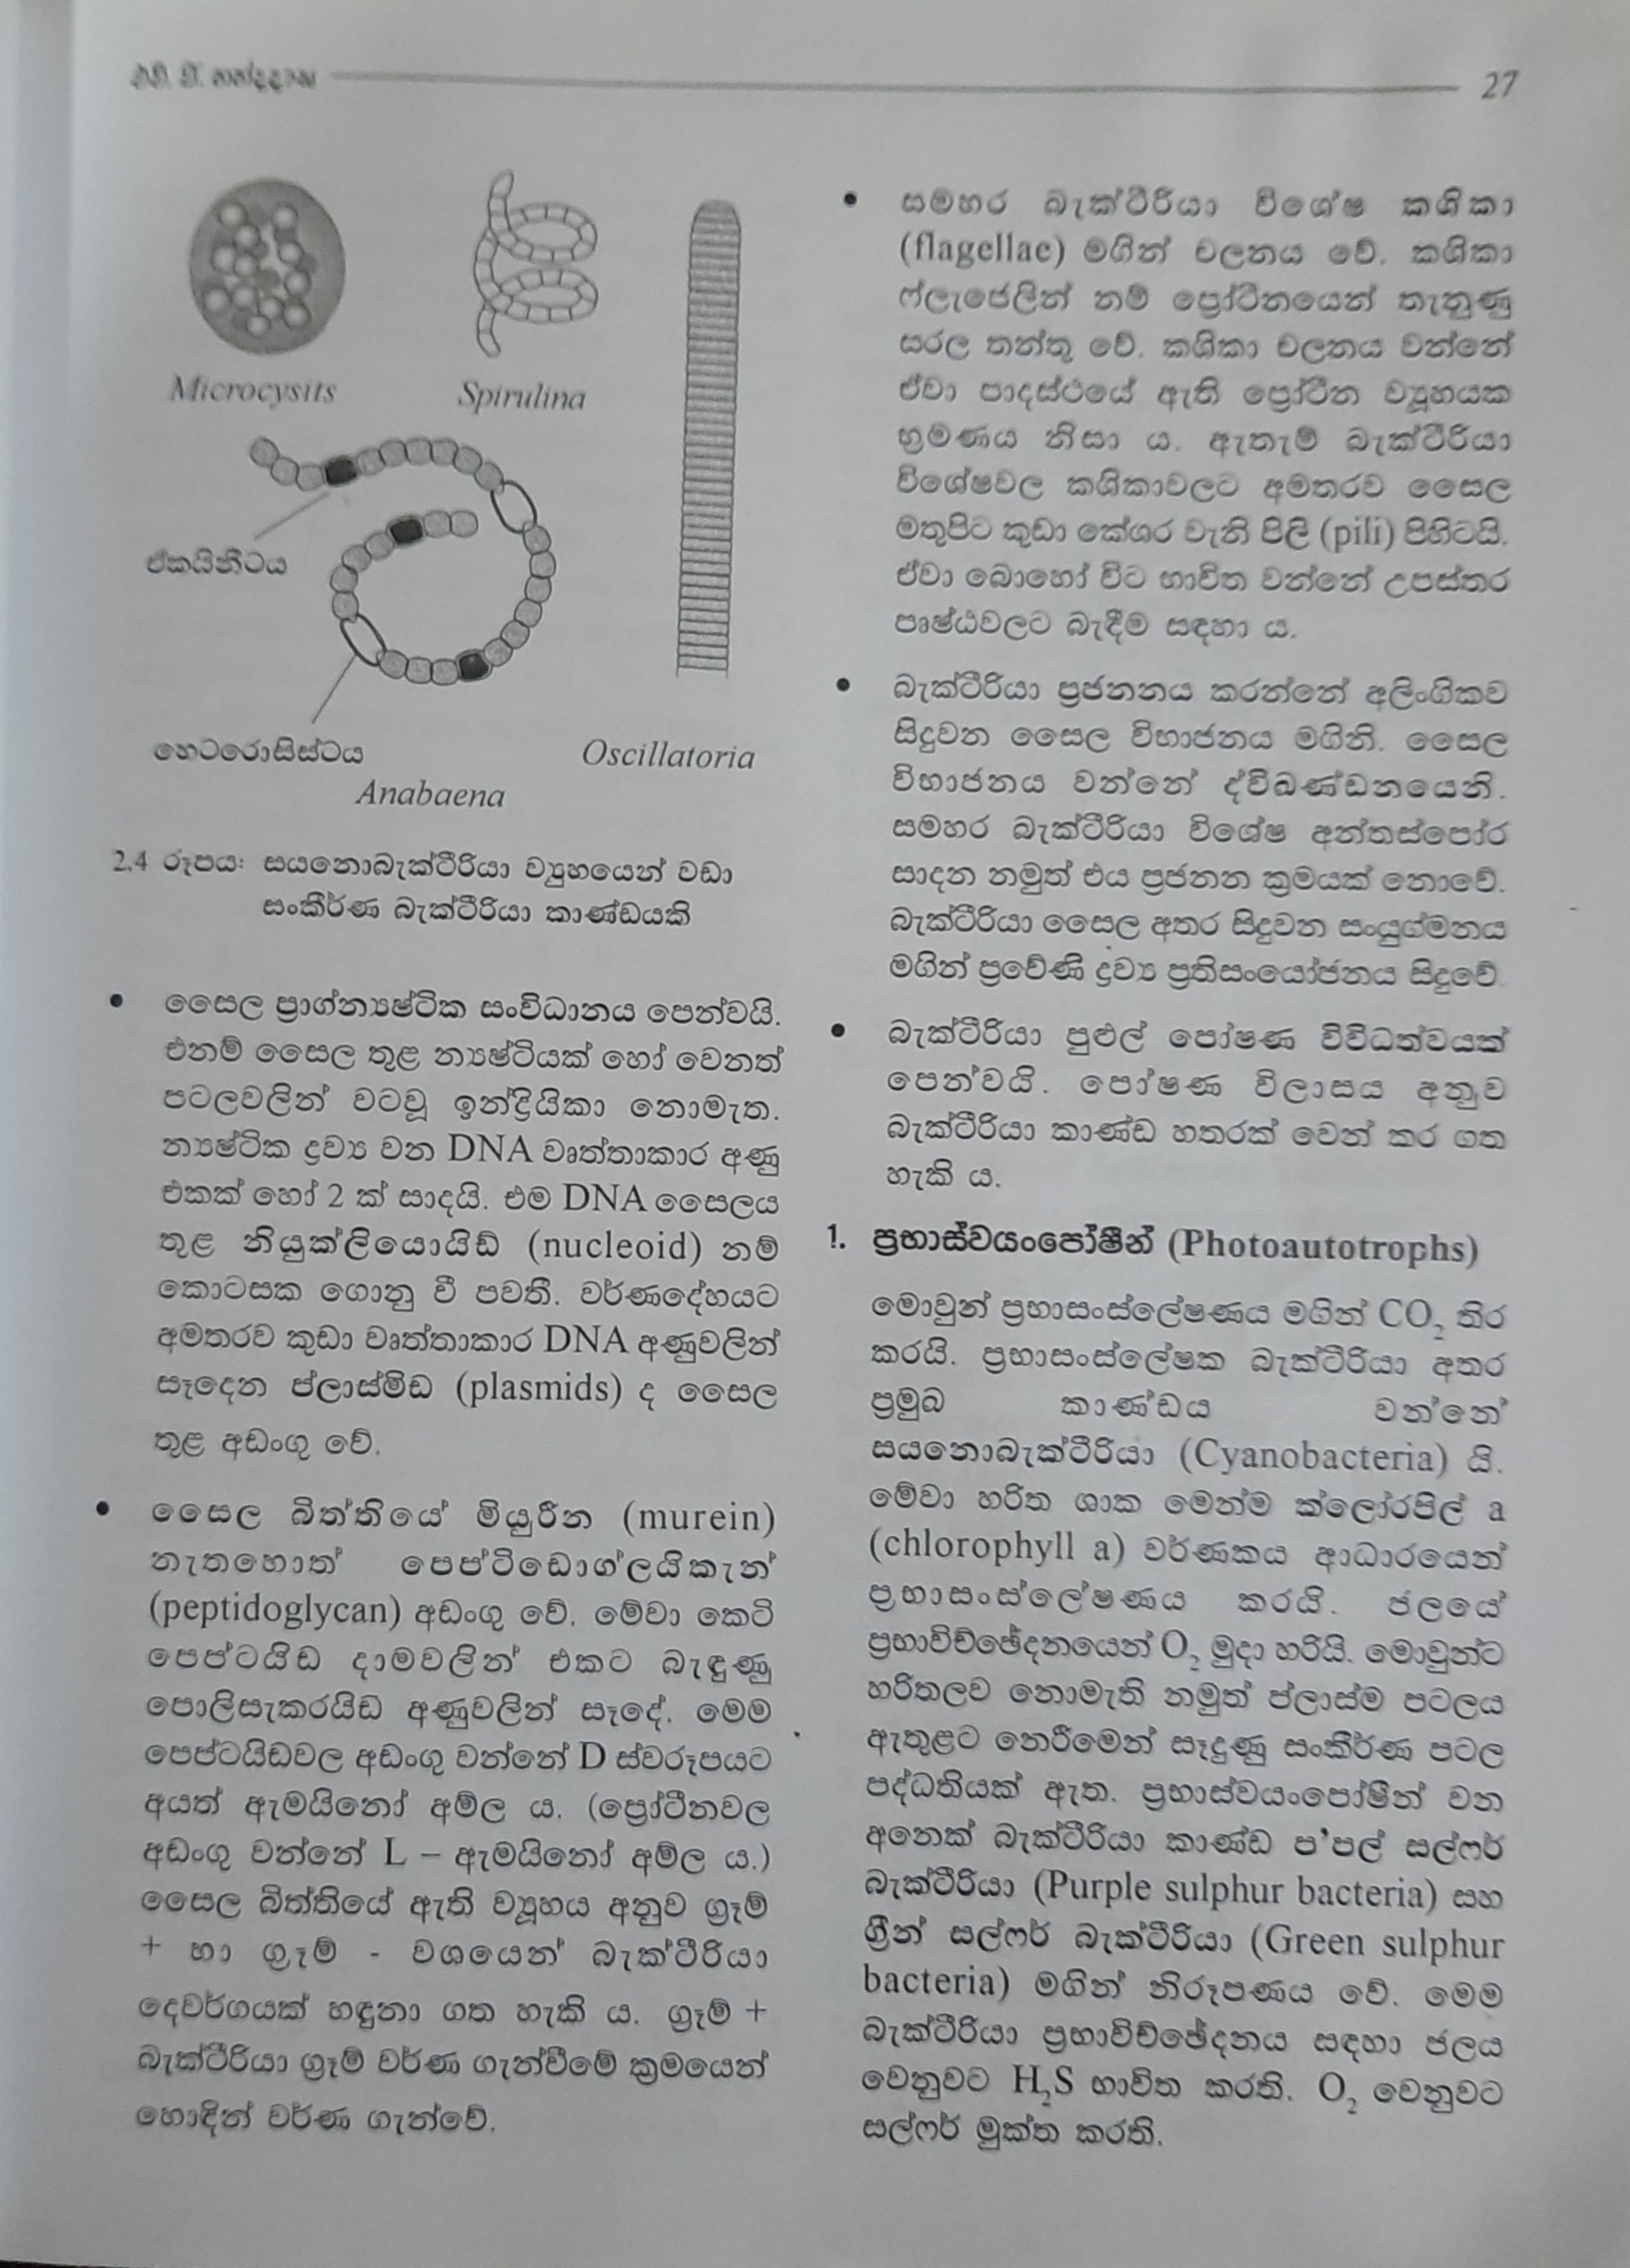 27
Microcysits
Spirulina
ඒකයිනීටය
හෙටරොසිස්ටය
Oscillatoria
Anabaena
2.4 රූපය: සයනොබැක්ටීරියා ව්‍යුහයෙන් වඩා
සංකීර්ණ බැක්ටීරියා කාණ්ඩයකි
• සෛල ප්‍රාග්න්‍යෂ්ටික සංවිධානය පෙන්වයි.
එනම් සෛල තුළ න්‍යෂ්ටියක් හෝ වෙනත්
පටලවලින් වටවූ ඉන්ද්‍රියිකා නොමැත.
න්‍යෂ්ටික ද්‍රව්‍ය වන DNA වෘත්තාකාර අණු
එකක් හෝ 2 ක් සාදයි. එම DNA සෛලය
තුළ නියුක්ලියොයිඩ් (nucleoid) නම්
කොටසක ගොනු වී පවතී. වර්ණදේහයට
අමතරව කුඩා වෘත්තාකාර DNA අණුවලින්
සෑදෙන ප්ලාස්මිඩ (plasmids) ද සෛල
තුළ අඩංගු වේ.
• සෛල බිත්තියේ මියුරීන (murein)
නැතහොත් පෙප්ටිඩොග්ලයිකැන්
(peptidoglycan) අඩංගු වේ. මේවා කෙටි
පෙප්ටයිඩ දාමවලින් එකට බැඳුණු
පොලිසැකරයිඩ අණුවලින් සෑදේ. මෙම
පෙප්ටයිඩවල අඩංගු වන්නේ D ස්වරූපයට
අයත් ඇමයිනෝ අම්ල ය. (ප්‍රෝටීනවල
අඩංගු වන්නේ L – ඇමයිනෝ අම්ල ය.)
සෛල බිත්තියේ ඇති ව්‍යූහය අනුව ග්‍රෑම්
+ හා ග්‍රෑම් - වශයෙන් බැක්ටීරියා
දෙවර්ගයක් හඳුනා ගත හැකි ය. ග්‍රෑම් +
බැක්ටීරියා ග්‍රෑම් වර්ණ ගැන්වීමේ ක්‍රමයෙන්
හොඳින් වර්ණ ගැන්වේ.
• සමහර බැක්ටීරියා විශේෂ කශිකා
(flagellae) මගින් චලනය වේ. කශිකා
ෆ්ලැජෙලින් නම් ප්‍රෝටීනයෙන් තැනුණු
සරල තන්තු වේ. කශිකා චලනය වන්නේ
ඒවා පාදස්ථයේ ඇති ප්‍රෝටීන ව්‍යූහයක
භ්‍රමණය නිසා ය. ඇතැම් බැක්ටීරියා
විශේෂවල කශිකාවලට අමතරව සෛල
මතුපිට කුඩා කේශර වැනි පිලි (pili) පිහිටයි.
ඒවා බොහෝ විට භාවිත වන්නේ උපස්තර
පෘෂ්ඨවලට බැඳීම සඳහා ය.
• බැක්ටීරියා ප්‍රජනනය කරන්නේ අලිංගිකව
සිදුවන සෛල විභාජනය මගිනි. සෛල
විභාජනය වන්නේ ද්විඛණ්ඩනයෙනි.
සමහර බැක්ටීරියා විශේෂ අන්තස්පෝර
සාදන නමුත් එය ප්‍රජනන ක්‍රමයක් නොවේ.
බැක්ටීරියා සෛල අතර සිදුවන සංයුග්මනය
මගින් ප්‍රවේණි ද්‍රව්‍ය ප්‍රතිසංයෝජනය සිදුවේ.
• බැක්ටීරියා පුළුල් පෝෂණ විවිධත්වයක්
පෙන්වයි. පෝෂණ විලාසය අනුව
බැක්ටීරියා කාණ්ඩ හතරක් වෙන් කර ගත
හැකි ය.
1. ප්‍රභාස්වයංපෝෂීන් (Photoautotrophs)
මොවුන් ප්‍රභාසංස්ලේෂණය මගින් CO₂ තිර
කරයි. ප්‍රභාසංස්ලේෂක බැක්ටීරියා අතර
ප්‍රමුඛ කාණ්ඩය වන්නේ
සයනොබැක්ටීරියා (Cyanobacteria) යි.
මේවා හරිත ශාක මෙන්ම ක්ලෝරපිල් a
(chlorophyll a) වර්ණකය ආධාරයෙන්
ප්‍රභාසංස්ලේෂණය කරයි. ජලයේ
ප්‍රභාවිච්ඡේදනයෙන් O₂ මුදා හරියි. මොවුන්ට
හරිතලව නොමැති නමුත් ප්ලාස්ම පටලය
ඇතුළට නෙරීමෙන් සෑදුණු සංකීර්ණ පටල
පද්ධතියක් ඇත. ප්‍රභාස්වයංපෝෂීන් වන
අනෙක් බැක්ටීරියා කාණ්ඩ ප'පල් සල්ෆර්
බැක්ටීරියා (Purple sulphur bacteria) සහ
ග්‍රීන් සල්ෆර් බැක්ටීරියා (Green sulphur
bacteria) මගින් නිරූපණය වේ. මෙම
බැක්ටීරියා ප්‍රභාවිච්ඡේදනය සඳහා ජලය
වෙනුවට H₂S භාවිත කරති. O₂ වෙනුවට
සල්ෆර් මුක්ත කරති.